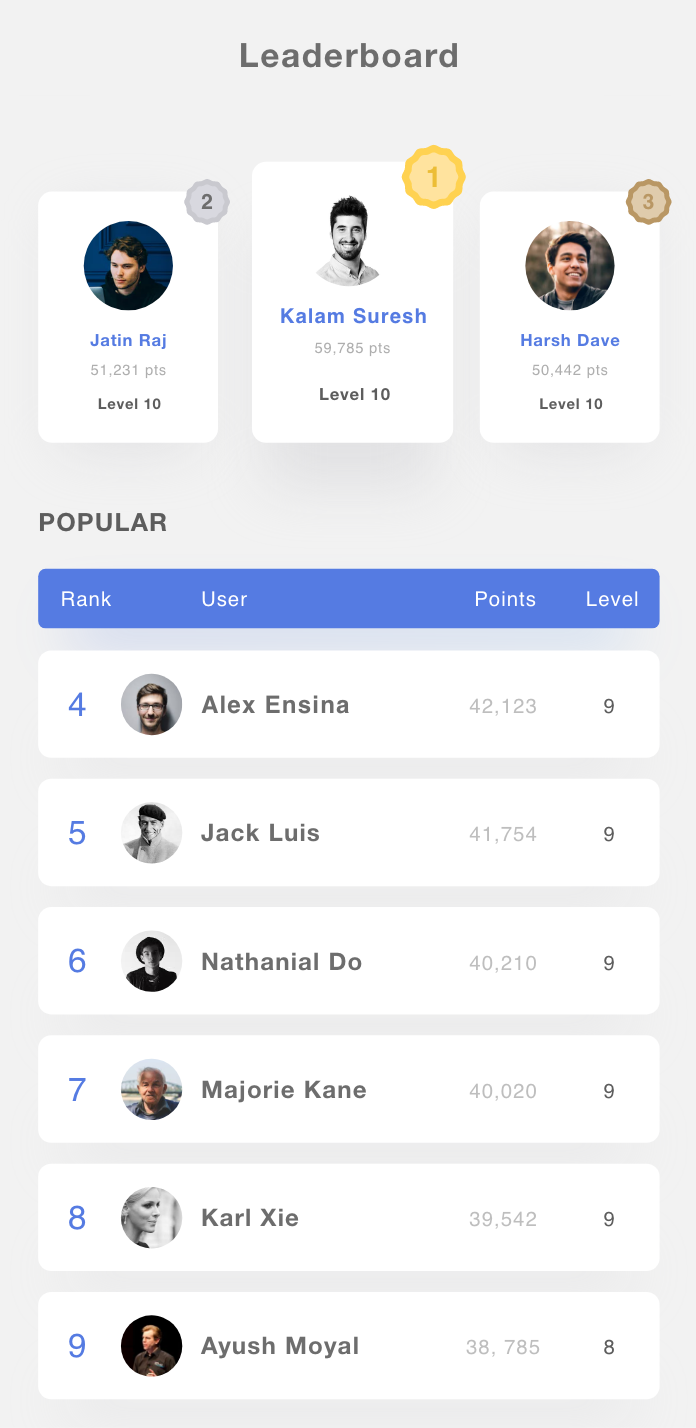 Leaderboard
2
Jatin Raj
51,231 pts
Level 10
1
Kalam Suresh
59,785 pts
Level 10
3
Harsh Dave
50,442 pts
Level 10
POPULAR
Rank User Points Level
4 Alex Ensina 42,123 9
5 Jack Luis 41,754 9
6 Nathanial Do 40,210 9
7 Majorie Kane 40,020 9
8 Karl Xie 39,542 9
9 Ayush Moyal 38, 785 8